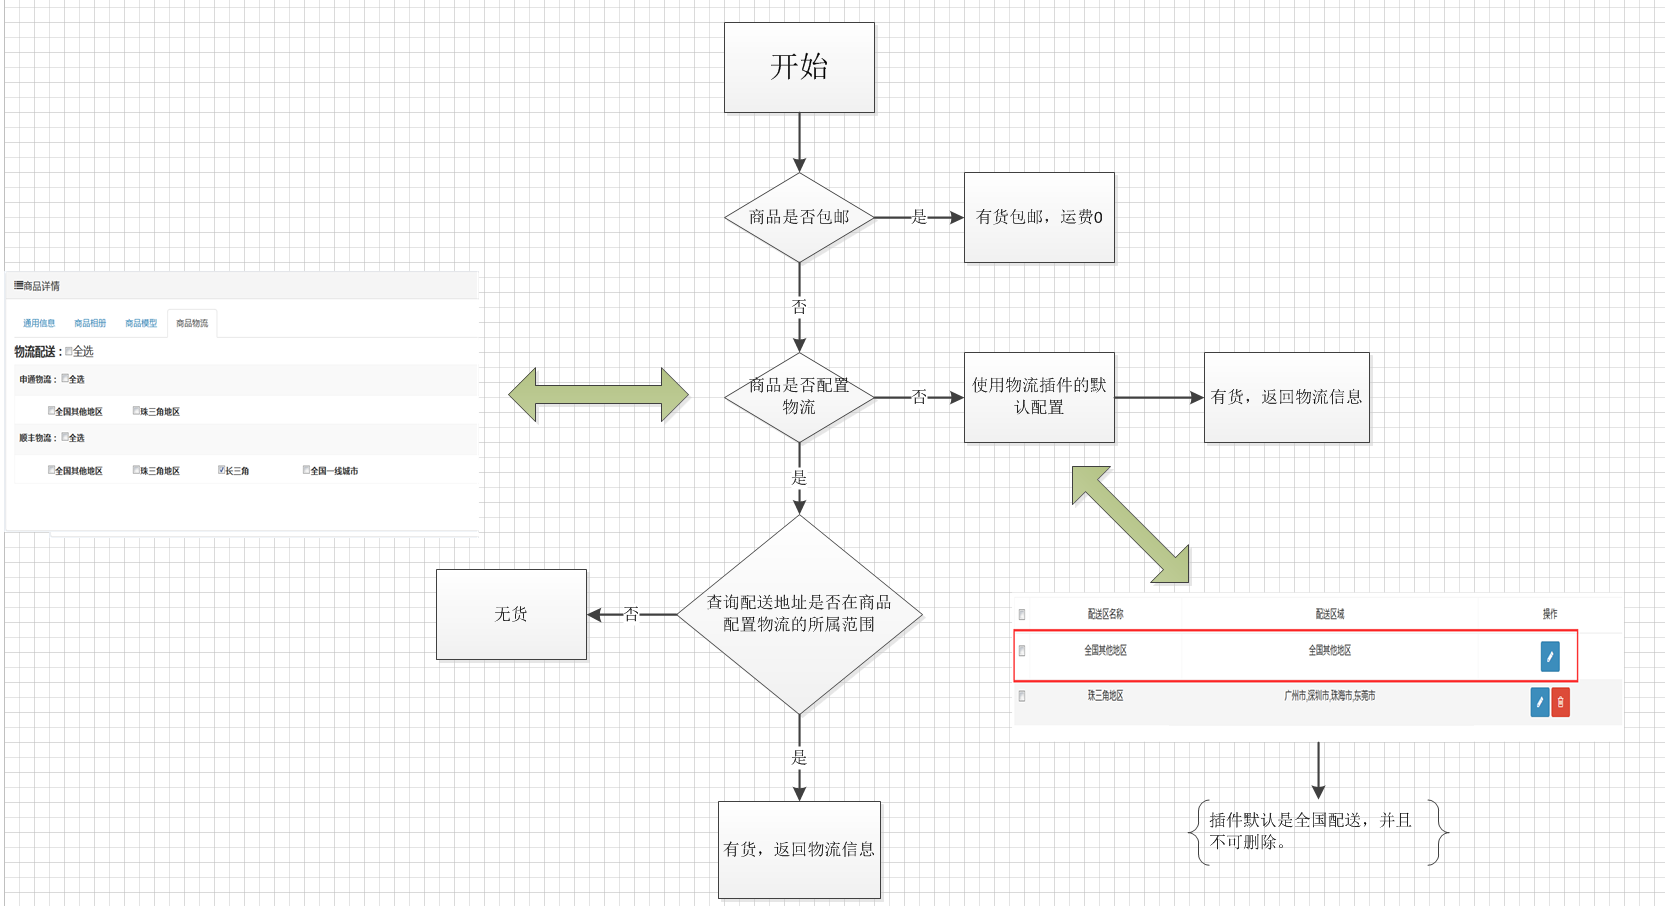 开始
商品是否包邮
是
有货包邮，运费0
否
商品是否配置
物流
否
使用物流插件的默
认配置
有货，返回物流信息
是
查询配送地址是否在商品
配置物流的所属范围
否
无货
是
有货，返回物流信息
商品详情
通用信息 商品相册 商品模型 商品物流
物流配送：全选
申通物流：全选
全国其他地区 珠三角地区
顺丰物流：全选
全国其他地区 珠三角地区 长三角 全国一线城市
配送区名称 配送区域 操作
全国其他地区 全国其他地区
珠三角地区 广州市,深圳市,珠海市,东莞市
插件默认是全国配送，并且
不可删除。